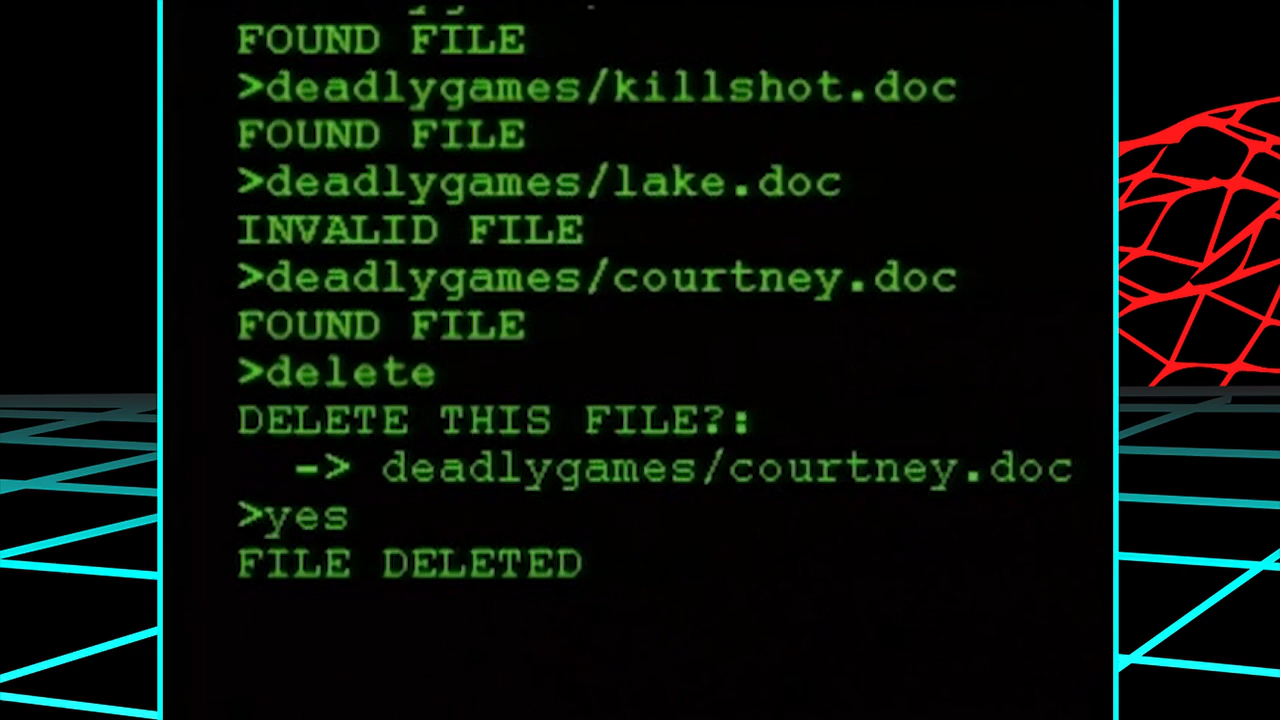 FOUND FILE
>deadlygames/killshot.doc
FOUND FILE
>deadlygames/lake.doc
INVALID FILE
>deadlygames/courtney.doc
FOUND FILE
>delete
DELETE THIS FILE?:
-> deadlygames/courtney.doc
>yes
FILE DELETED